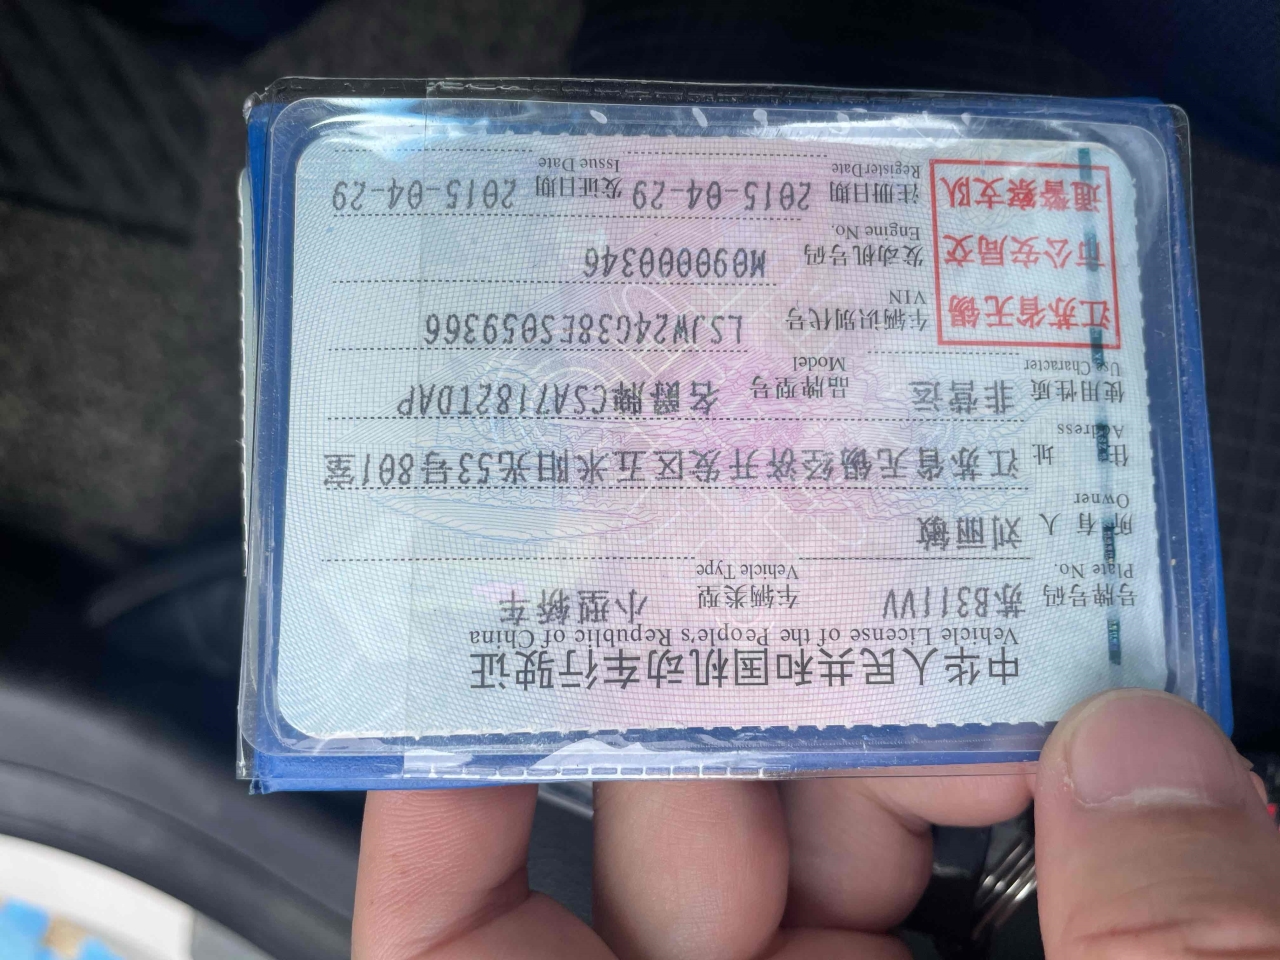 中华人民共和国机动车行驶证
Vehicle License of the People's Republic of China
号牌号码 苏B311VV 车辆类型 小型轿车
Plate No. Vehicle Type
所有人 刘丽敏
Owner
住址 江苏省无锡经济开发区五米阳光53号801室
Address
使用性质 非营运 品牌型号 名爵牌CSA7182TDAP
Use Character Model
江苏省无锡
市公安局交
通警察支队
车辆识别代号 LSJW24G38ES059366
VIN
发动机号码 M09000346
Engine No.
注册日期 2015-04-29 发证日期 2015-04-29
RegisterDate Issue Date